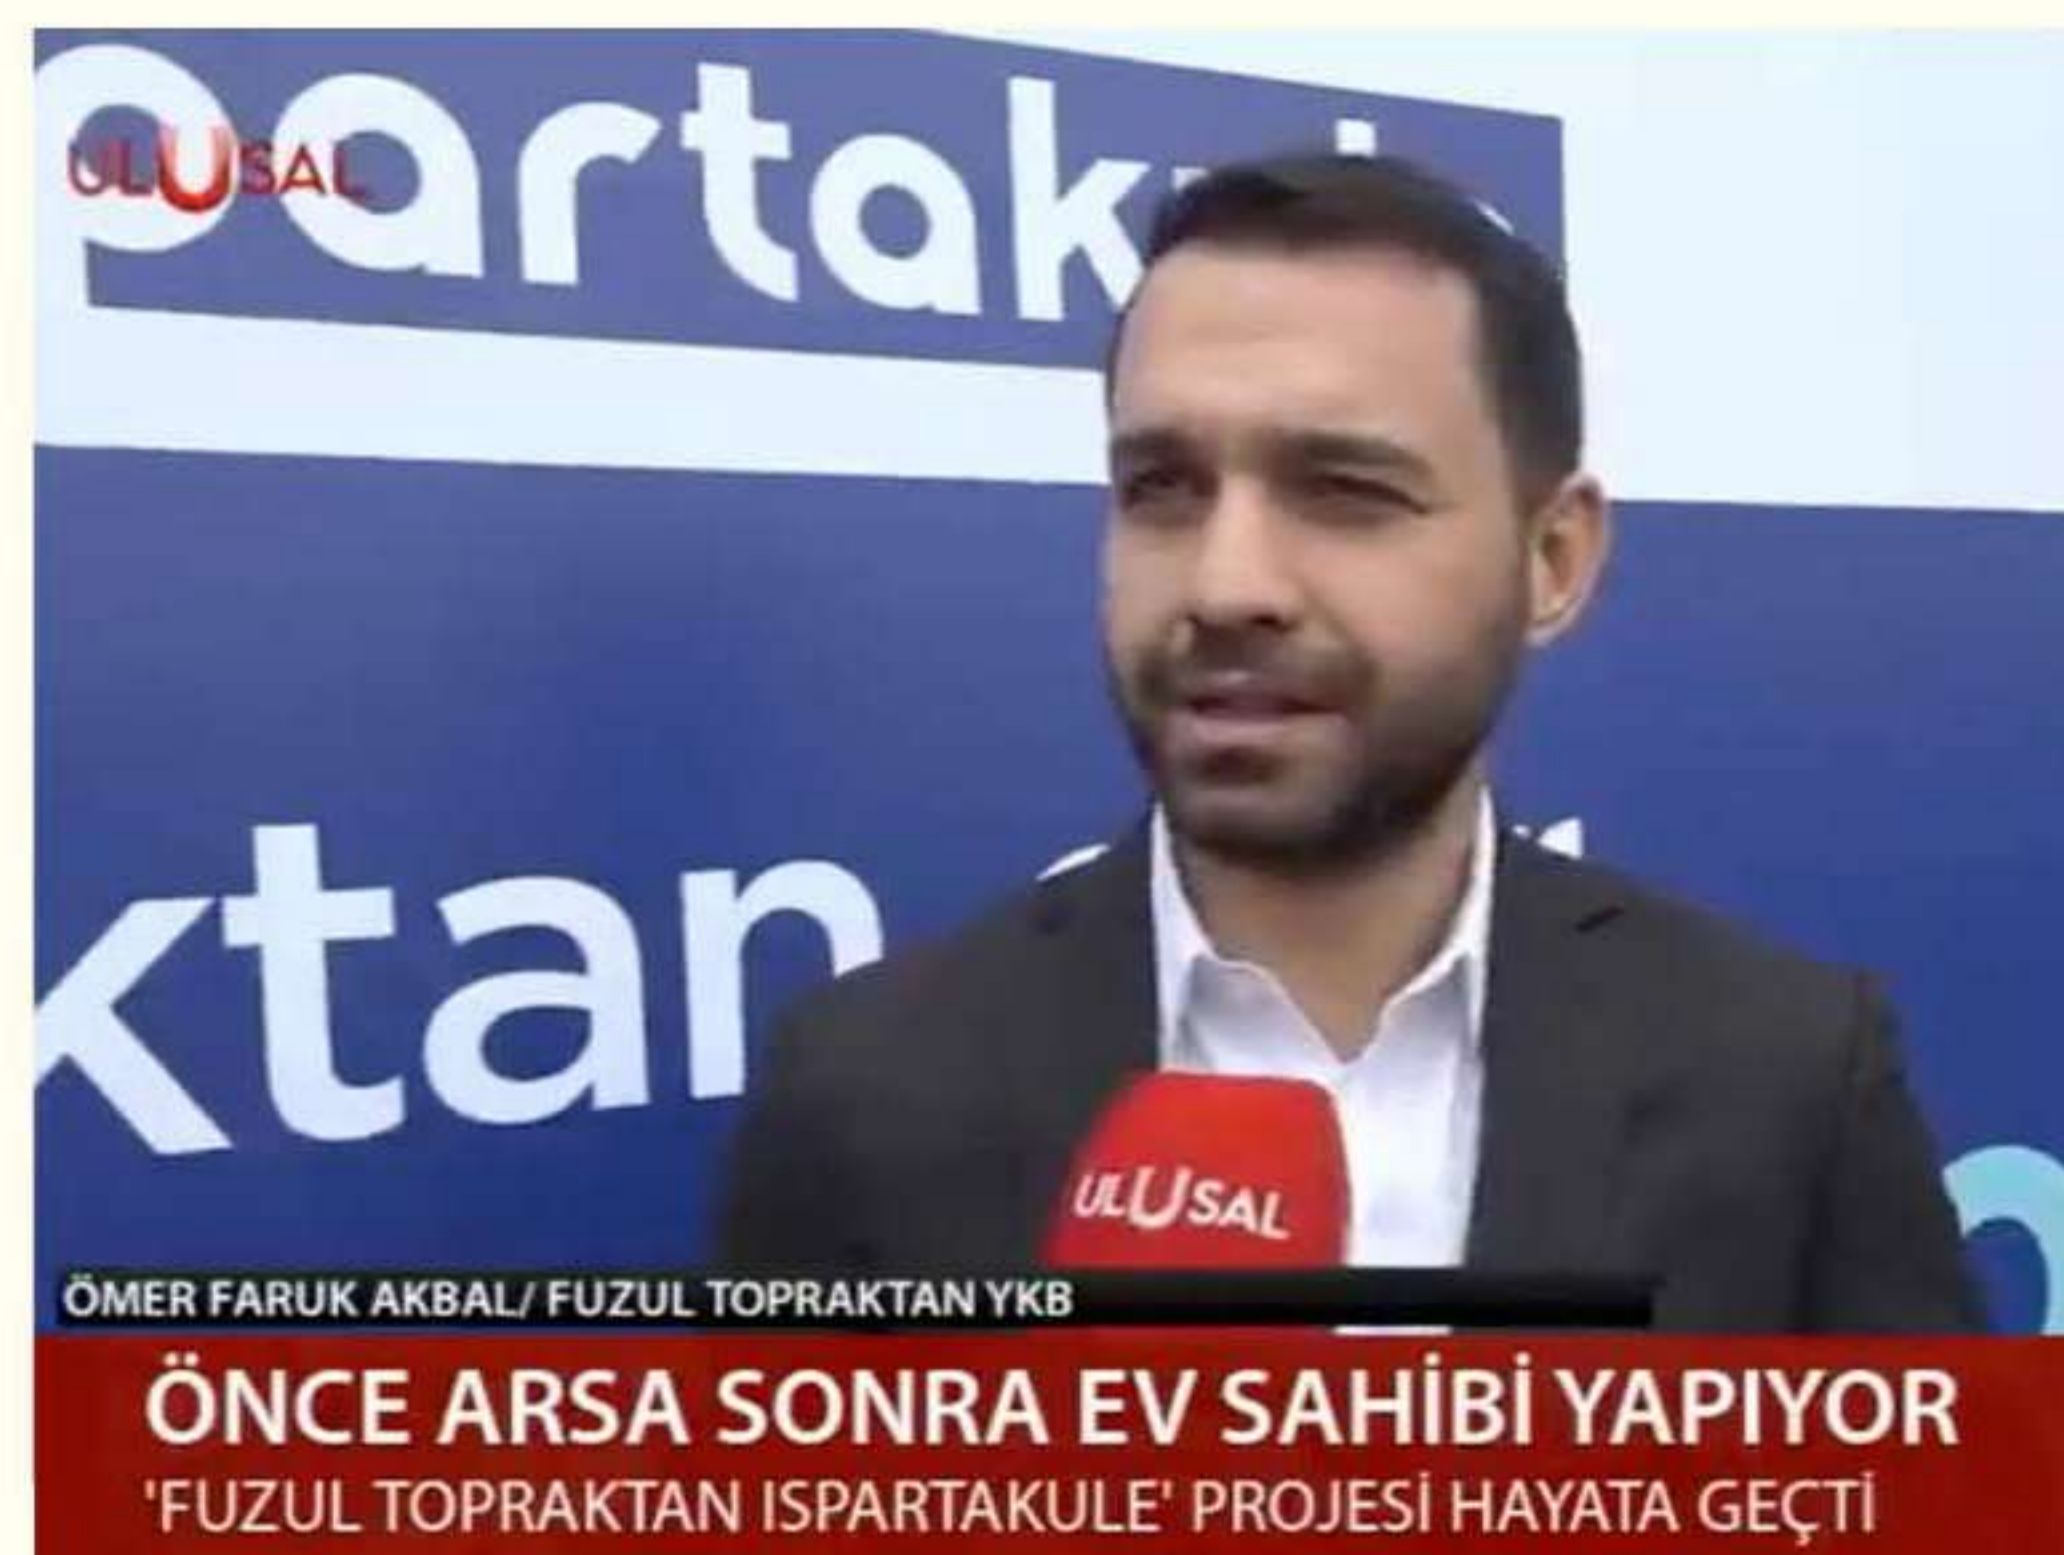 partak
ULUSAL
ktan
ULUSAL
ÖMER FARUK AKBAL/ FUZUL TOPRAKTAN YKB
ÖNCE ARSA SONRA EV SAHİBİ YAPIYOR
'FUZUL TOPRAKTAN ISPARTAKULE' PROJESİ HAYATA GEÇTİ